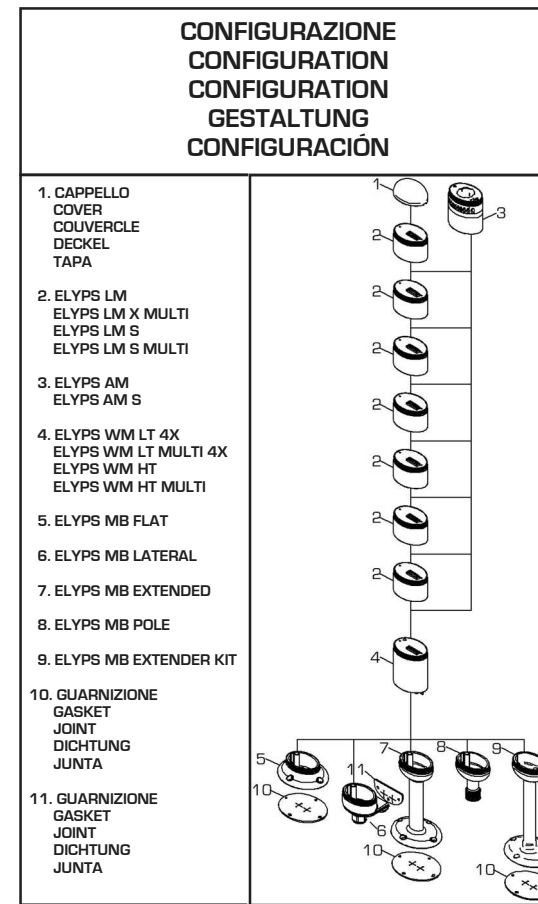 CONFIGURAZIONE
CONFIGURATION
CONFIGURATION
GESTALTUNG
CONFIGURACIÓN
1. CAPPELLO
COVER
COUVERCLE
DECKEL
TAPA
2. ELYPS LM
ELYPS LM X MULTI
ELYPS LM S
ELYPS LM S MULTI
3. ELYPS AM
ELYPS AM S
4. ELYPS WM LT 4X
ELYPS WM LT MULTI 4X
ELYPS WM HT
ELYPS WM HT MULTI
5. ELYPS MB FLAT
6. ELYPS MB LATERAL
7. ELYPS MB EXTENDED
8. ELYPS MB POLE
9. ELYPS MB EXTENDER KIT
10. GUARNIZIONE
GASKET
JOINT
DICHTUNG
JUNTA
11. GUARNIZIONE
GASKET
JOINT
DICHTUNG
JUNTA
1
3
2
2
2
2
2
2
2
4
5
7
8
9
11
10
6
10
10